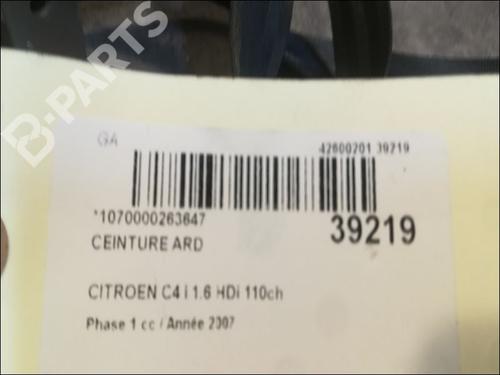 B-PARTS
GA
42600201 39219
*1070000263647
39219
CEINTURE ARD
CITROEN C4 I 1.6 HDi 110ch
Phase 1 cc / Année 2007